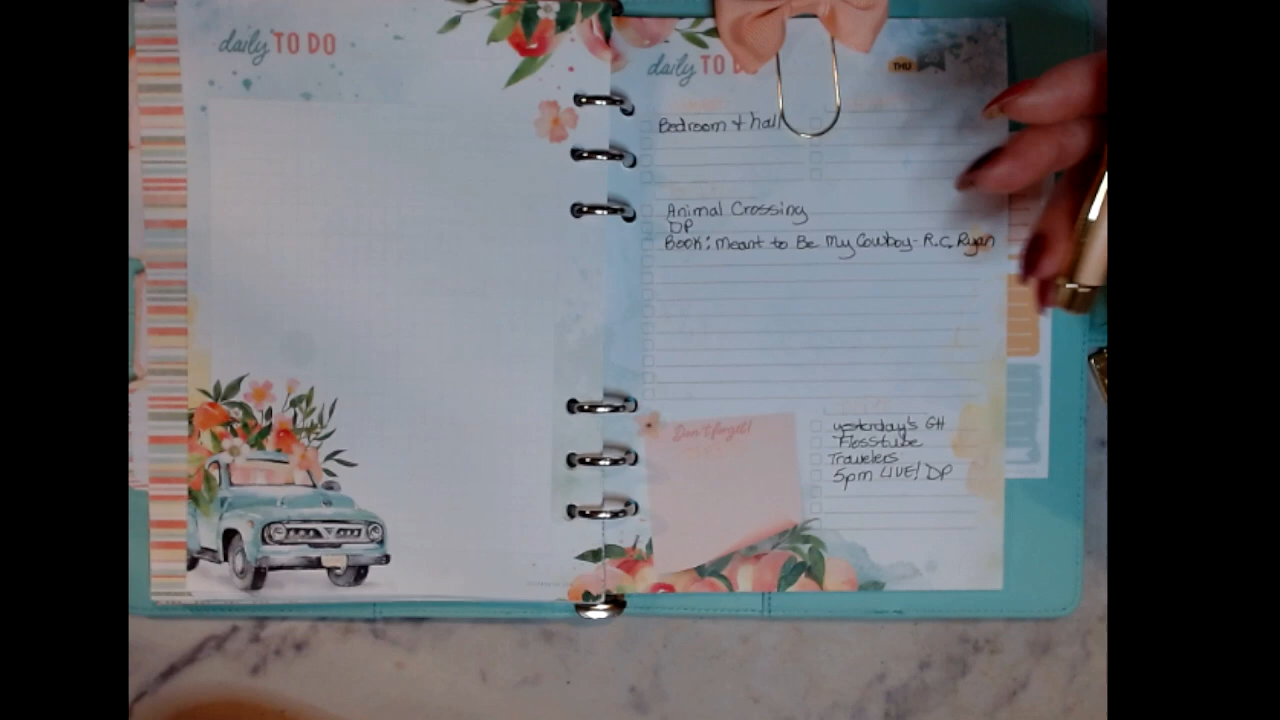 daily TO DO
daily TO DO
THU
Bedroom + hall
Animal Crossing
DP
Book: Meant to Be My Cowboy - R.C. Ryan
Don't forget!
yesterday's GH
Flosstube
Travelers
5pm LIVE! DP